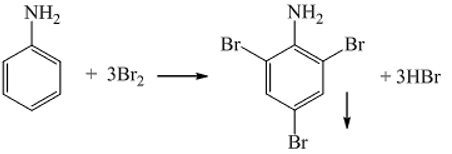 NH₂ NH₂
Br Br
+ 3Br₂ + 3HBr
Br